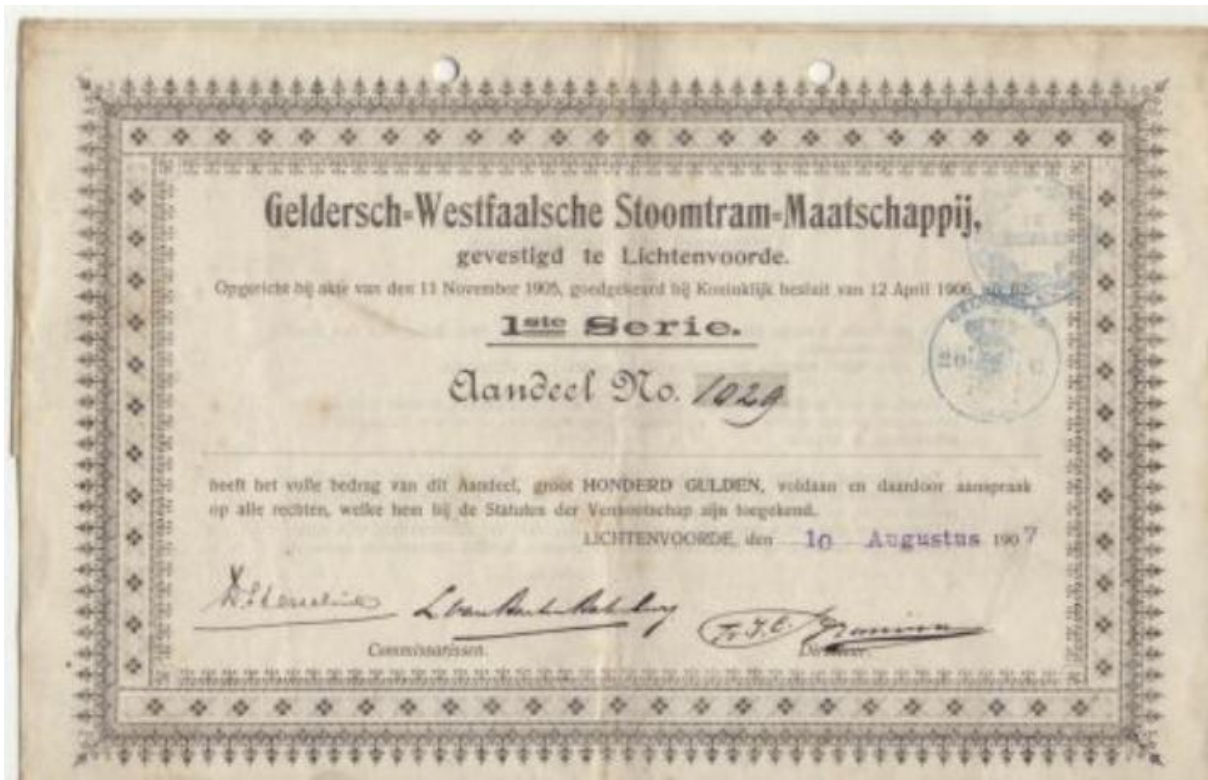 Geldersch-Westfaalsche Stoomtram-Maatschappij,
gevestigd te Lichtenvoorde.
Opgericht bij akte van den 11 November 1905, goedgekeurd bij Koninklijk besluit van 12 April 1906, no. 82.
1ste Serie.
Aandeel No. 1029
heeft het volle bedrag van dit Aandeel, groot HONDERD GULDEN, voldaan en daardoor aanspraak
op alle rechten, welke hem bij de Statuten der Vennootschap zijn toegekend.
LICHTENVOORDE, den 10 Augustus 1907
Commissarissen.
Directeur.